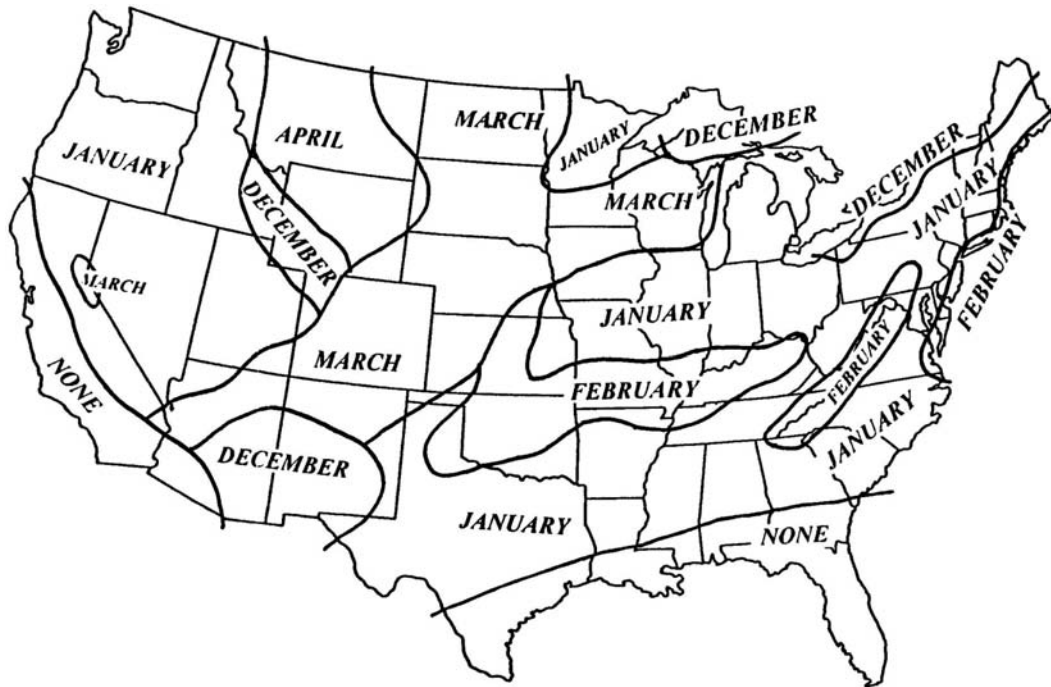 MARCH
APRIL
JANUARY
DECEMBER
JANUARY
DECEMBER
DECEMBER
MARCH
JANUARY
FEBRUARY
MARCH
JANUARY
MARCH
FEBRUARY
FEBRUARY
NONE
JANUARY
DECEMBER
JANUARY
NONE